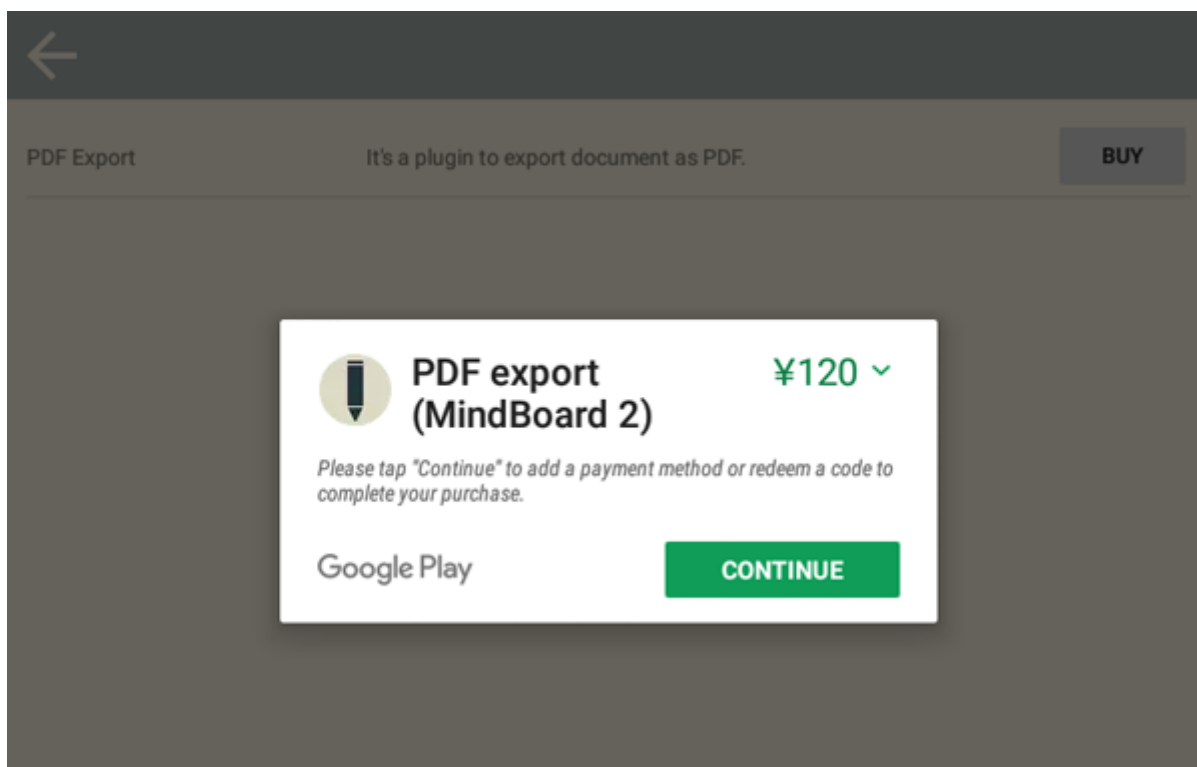 PDF Export It's a plugin to export document as PDF. BUY
PDF export ¥120
(MindBoard 2)
Please tap "Continue" to add a payment method or redeem a code to
complete your purchase.
Google Play CONTINUE